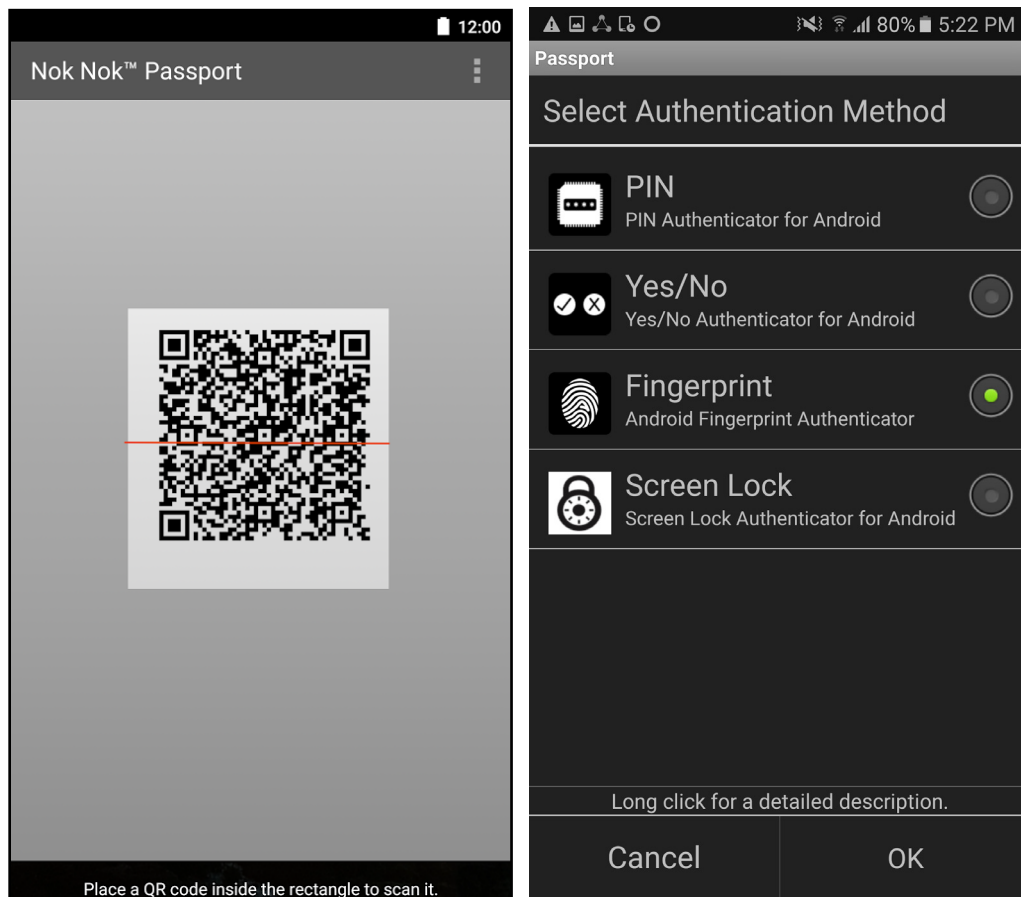 12:00
Nok Nok™ Passport
Place a QR code inside the rectangle to scan it.
80% 5:22 PM
Passport
Select Authentication Method
PIN
PIN Authenticator for Android
Yes/No
Yes/No Authenticator for Android
Fingerprint
Android Fingerprint Authenticator
Screen Lock
Screen Lock Authenticator for Android
Long click for a detailed description.
Cancel OK